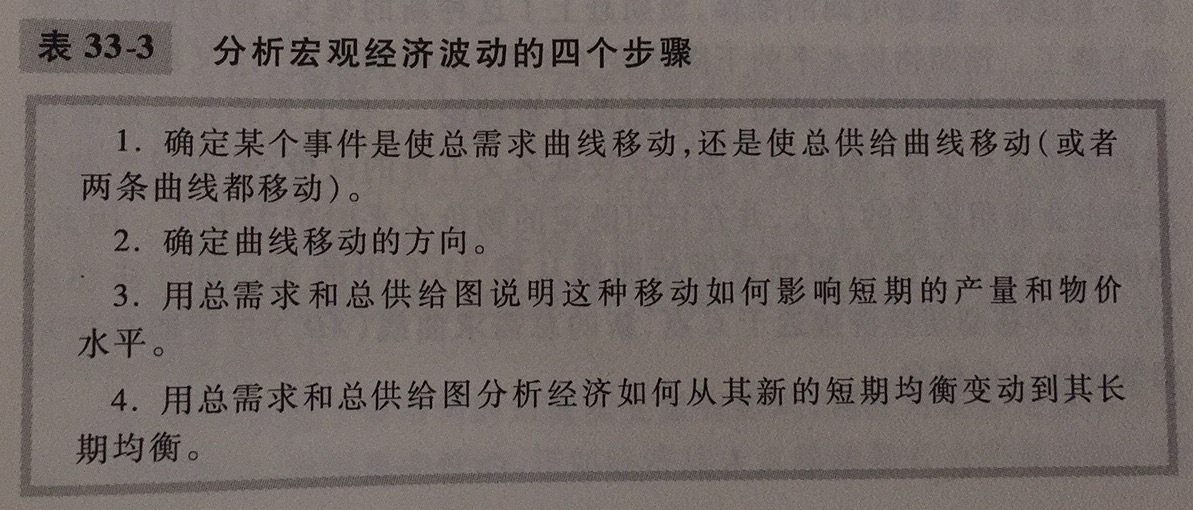 表 33-3 分析宏观经济波动的四个步骤
1. 确定某个事件是使总需求曲线移动,还是使总供给曲线移动(或者
两条曲线都移动)。
2. 确定曲线移动的方向。
3. 用总需求和总供给图说明这种移动如何影响短期的产量和物价
水平。
4. 用总需求和总供给图分析经济如何从其新的短期均衡变动到其长
期均衡。